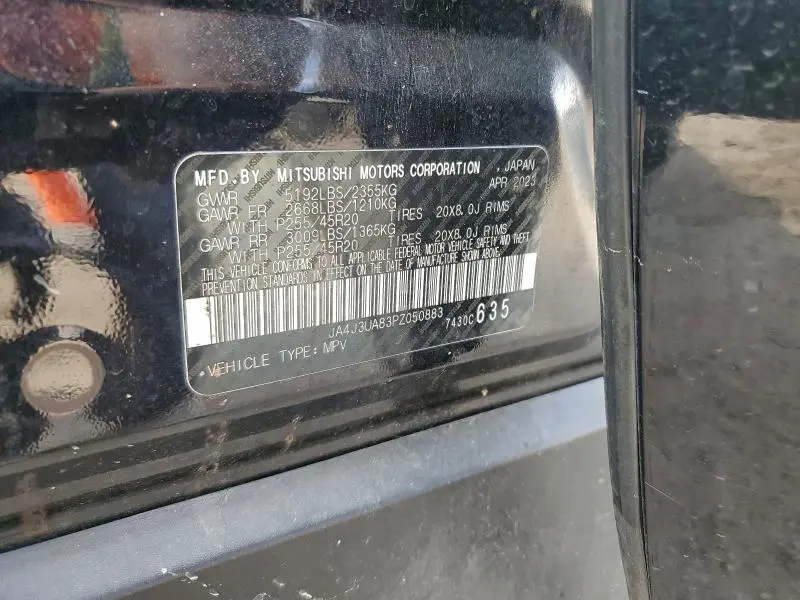 MFD.BY MITSUBISHI MOTORS CORPORATION , JAPAN
GWVR 5192LBS/2355KG APR 2023
GAWR FR 2668LBS/1210KG
WITH P255/45R20 TIRES 20X8.0J RIMS
GAWR RR 3009LBS/1365KG
WITH P255/45R20 TIRES 20X8.0J RIMS
THIS VEHICLE CONFORMS TO ALL APPLICABLE FEDERAL MOTOR VEHICLE SAFETY AND THEFT
PREVENTION STANDARDS IN EFFECT ON THE DATE OF MANUFACTURE SHOWN ABOVE.
JA4J3UA83PZ050883 7430C635
.VEHICLE TYPE: MPV